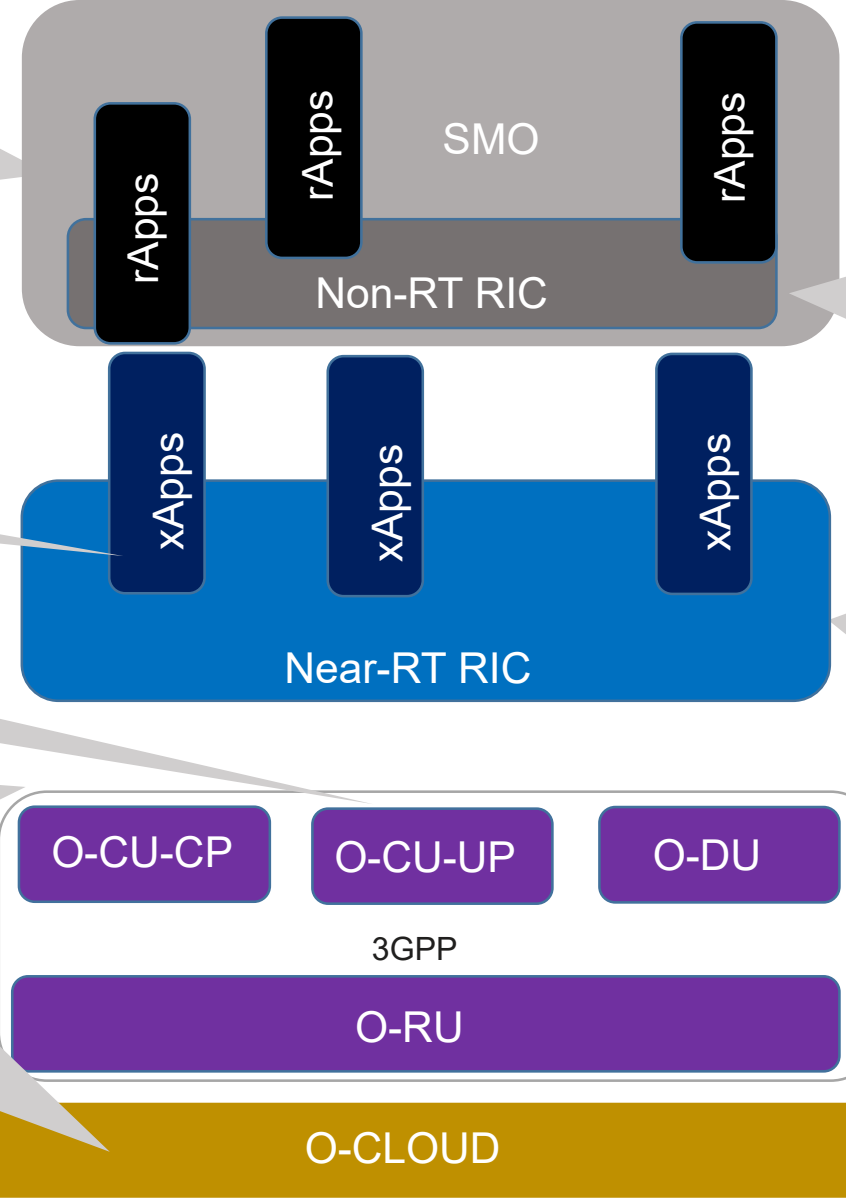 rApps
rApps
SMO
rApps
Non-RT RIC
xApps
xApps
xApps
Near-RT RIC
O-CU-CP
O-CU-UP
O-DU
3GPP
O-RU
O-CLOUD